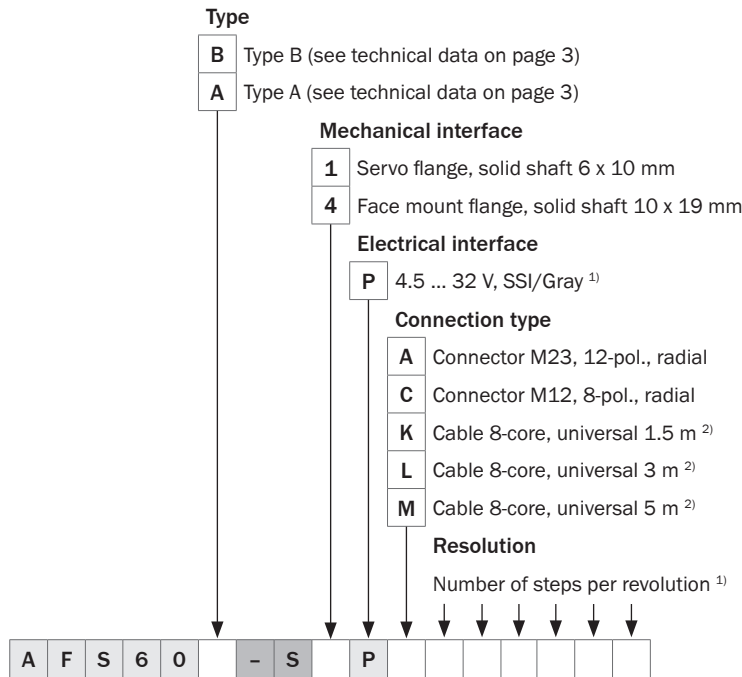 Type
B Type B (see technical data on page 3)
A Type A (see technical data on page 3)
Mechanical interface
1 Servo flange, solid shaft 6 x 10 mm
4 Face mount flange, solid shaft 10 x 19 mm
Electrical interface
P 4.5 ... 32 V, SSI/Gray 1)
Connection type
A Connector M23, 12-pol., radial
C Connector M12, 8-pol., radial
K Cable 8-core, universal 1.5 m 2)
L Cable 8-core, universal 3 m 2)
M Cable 8-core, universal 5 m 2)
Resolution
Number of steps per revolution 1)
A F S 6 0 – S P